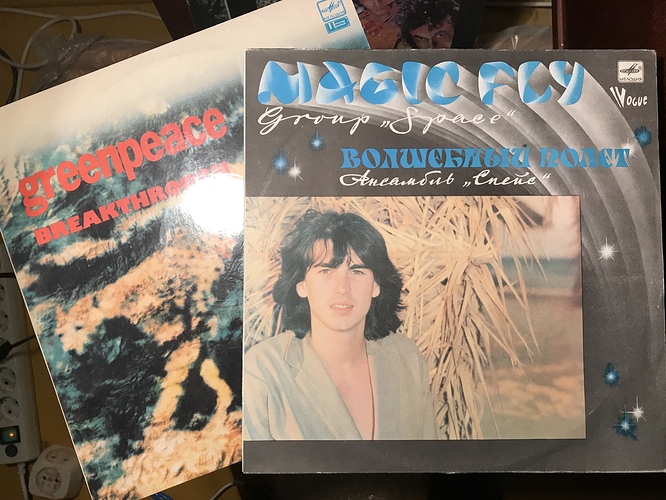 greenpeace
BREAKTHROUGH
MAGIC FLY
Group „Space“
ВОЛШЕБНЫЙ ПОЛЕТ
Ансамбль „Спейс“
МЕЛОДИЯ
Vogue